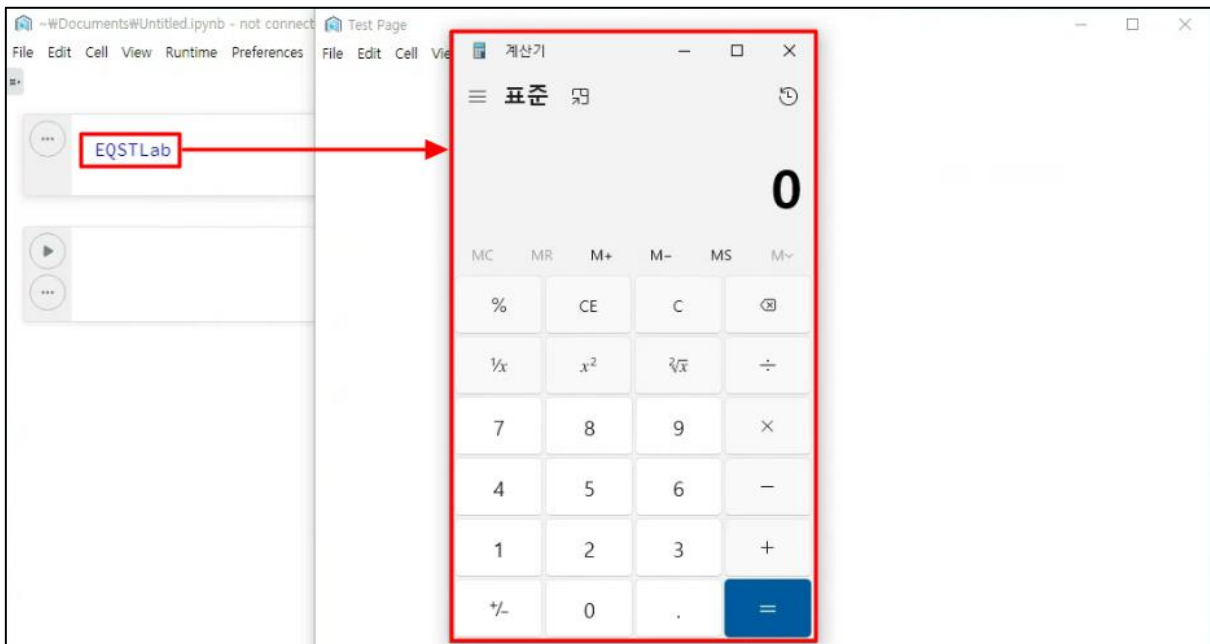 ~₩Documents₩Untitled.ipynb - not connect
File Edit Cell View Runtime Preferences
EQSTLab
Test Page
File Edit Cell Vie
계산기
표준
0
MC MR M+ M− MS M
% CE C
¹/x x² ²√x ÷
7 8 9 ×
4 5 6 −
1 2 3 +
+/− 0 . =